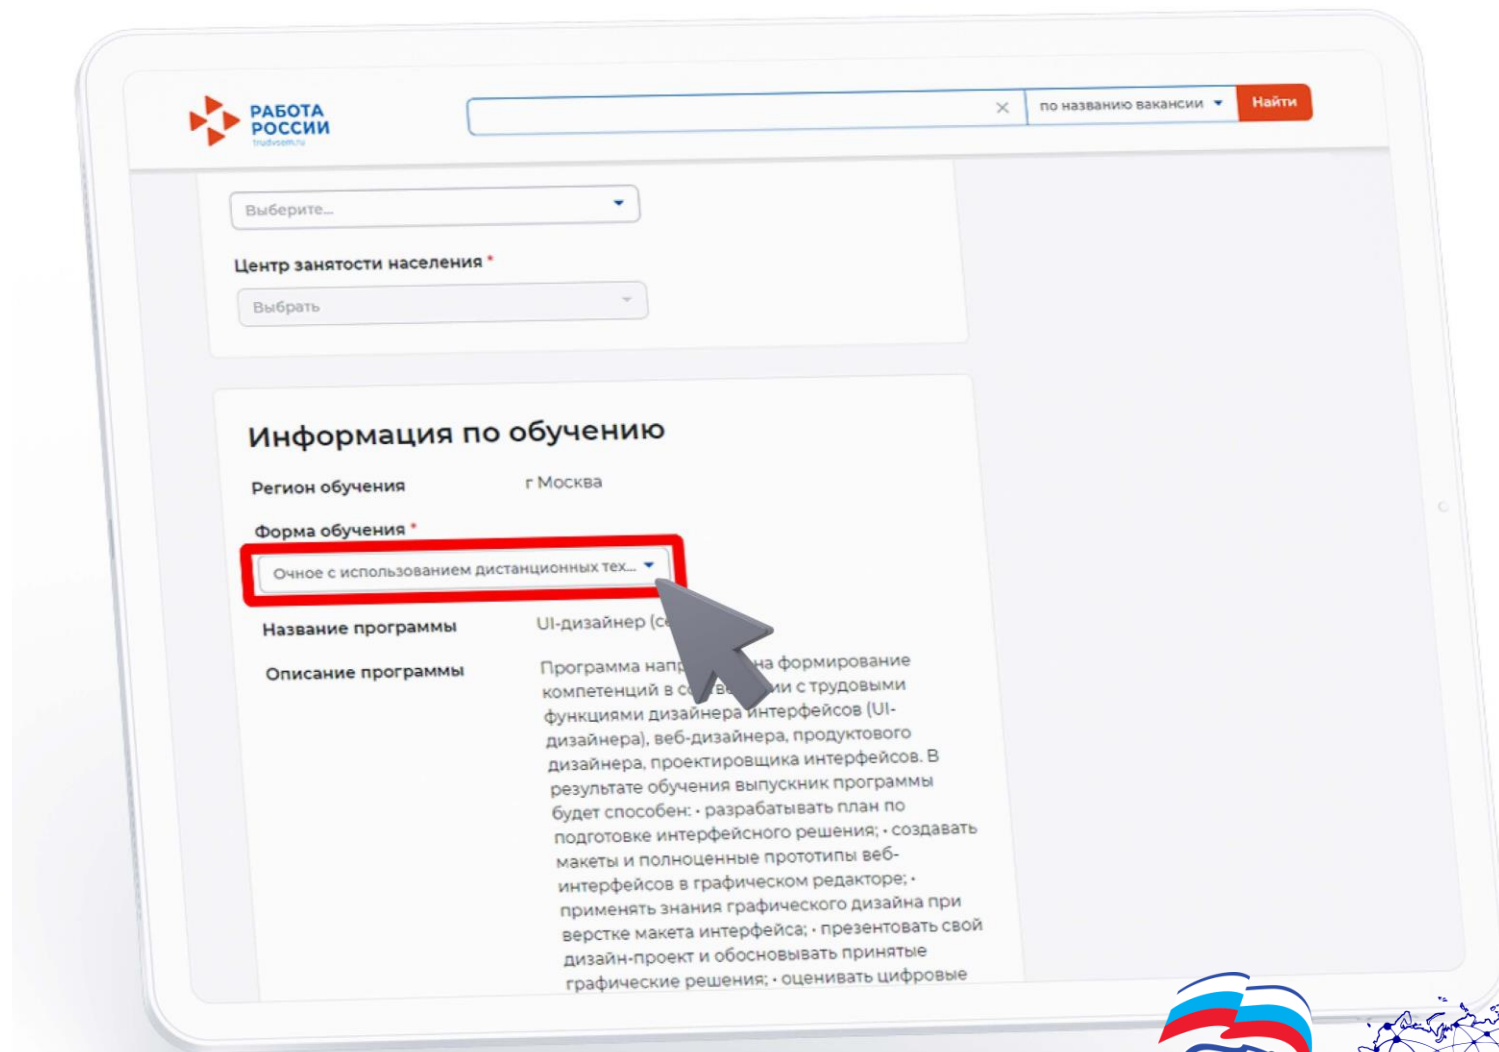 РАБОТА
РОССИИ
trudvsem.ru
по названию вакансии
Найти
Выберите...
Центр занятости населения *
Выбрать
Информация по обучению
Регион обучения г Москва
Форма обучения *
Очное с использованием дистанционных тех...
Название программы UI-дизайнер
Описание программы Программа на формирование
компетенций в с трудовыми
функциями дизайнера интерфейсов (UI-
дизайнера), веб-дизайнера, продуктового
дизайнера, проектировщика интерфейсов. В
результате обучения выпускник программы
будет способен: • разрабатывать план по
подготовке интерфейсного решения; • создавать
макеты и полноценные прототипы веб-
интерфейсов в графическом редакторе; •
применять знания графического дизайна при
верстке макета интерфейса; • презентовать свой
дизайн-проект и обосновывать принятые
графические решения; • оценивать цифровые